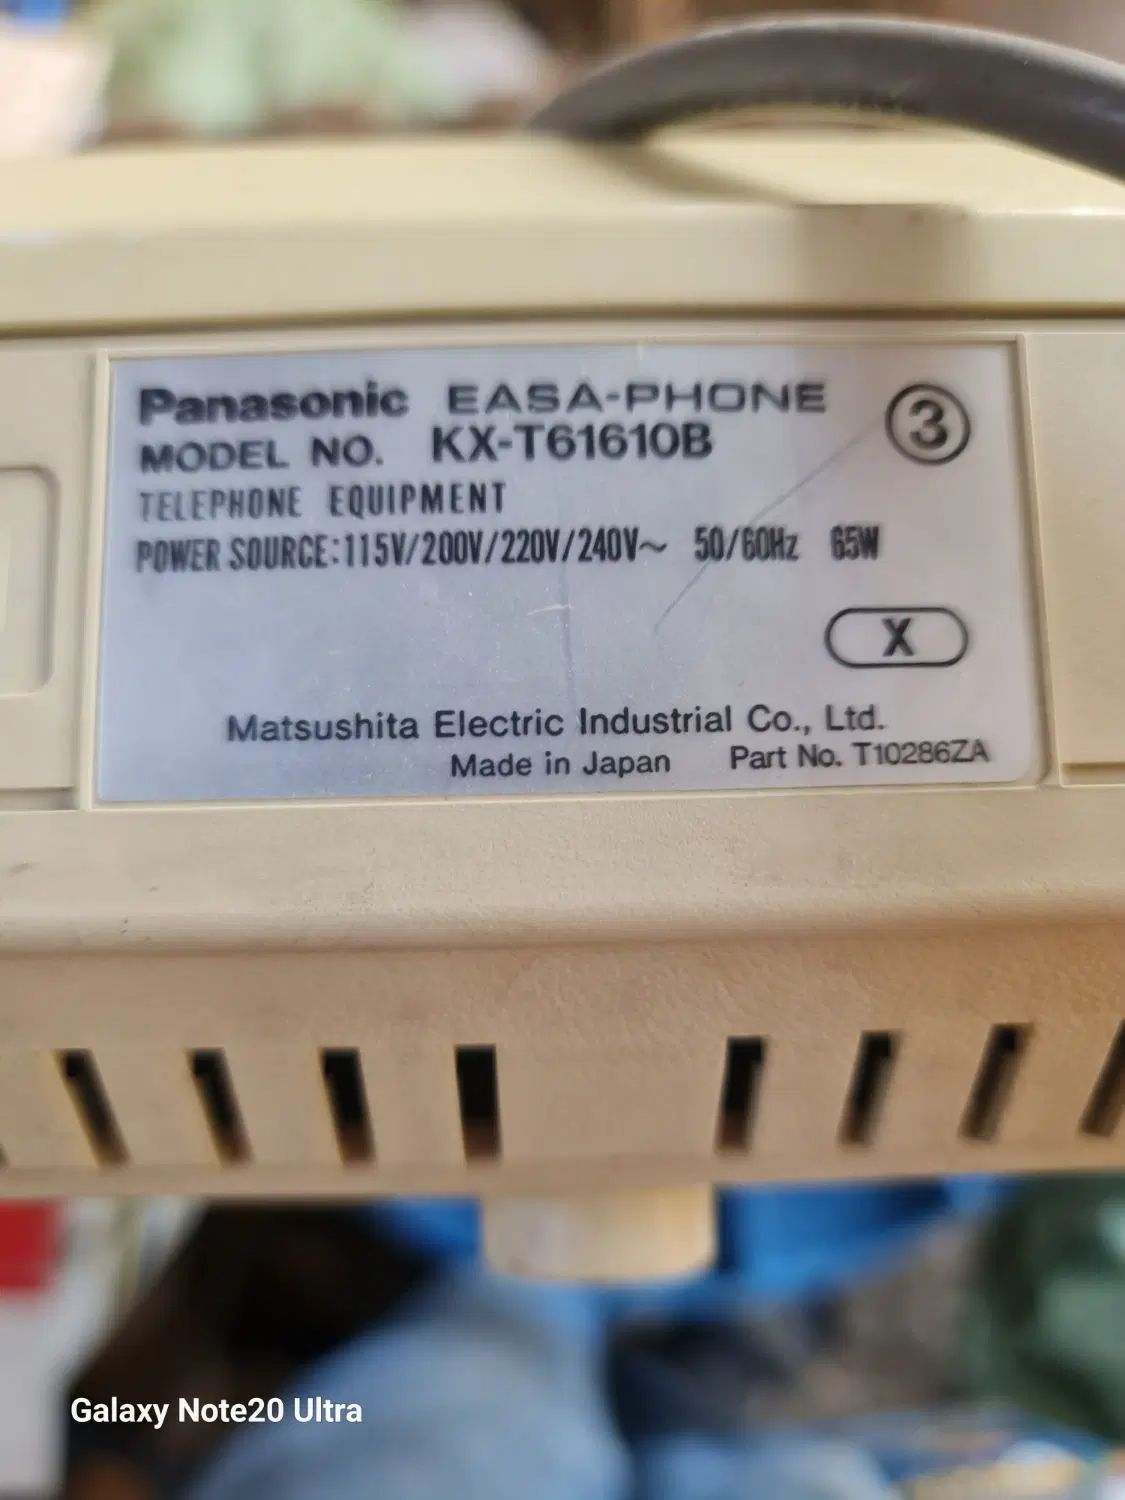 Panasonic EASA-PHONE
3
MODEL NO. KX-T61610B
TELEPHONE EQUIPMENT
POWER SOURCE:115V/200V/220V/240V~ 50/60Hz 65W
X
Matsushita Electric Industrial Co., Ltd.
Made in Japan Part No. T10286ZA
Galaxy Note20 Ultra